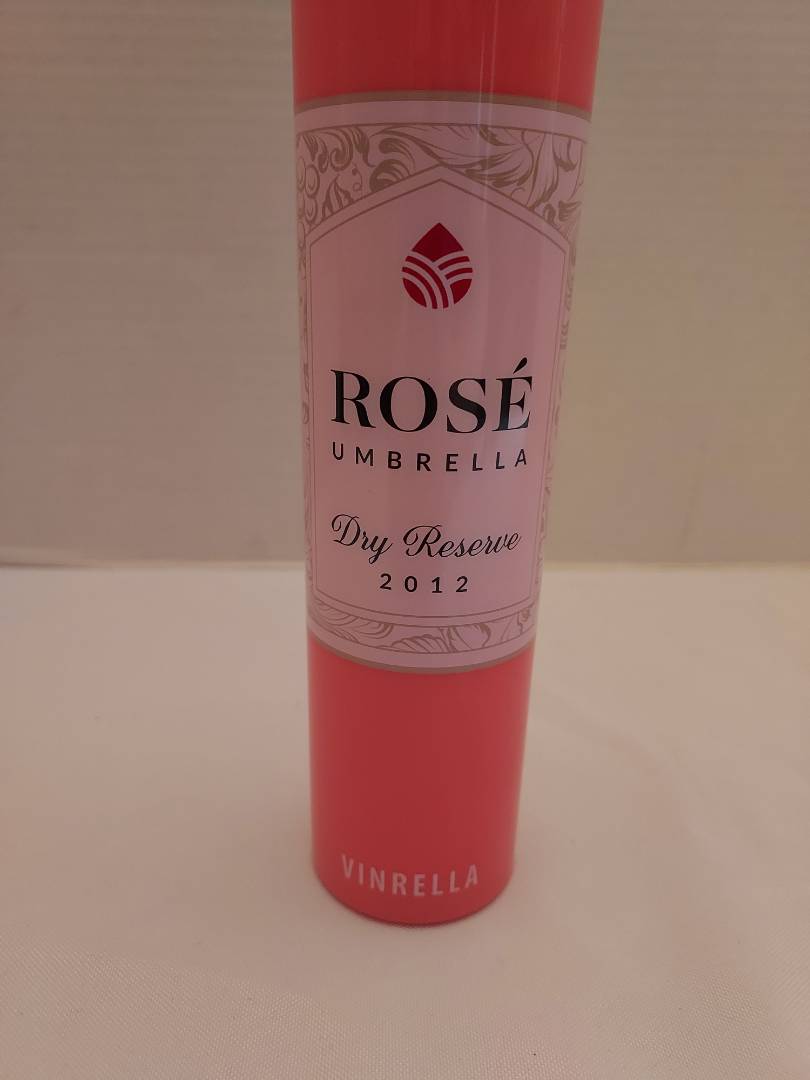 ROSÉ
UMBRELLA
Dry Reserve
2012
VINRELLA